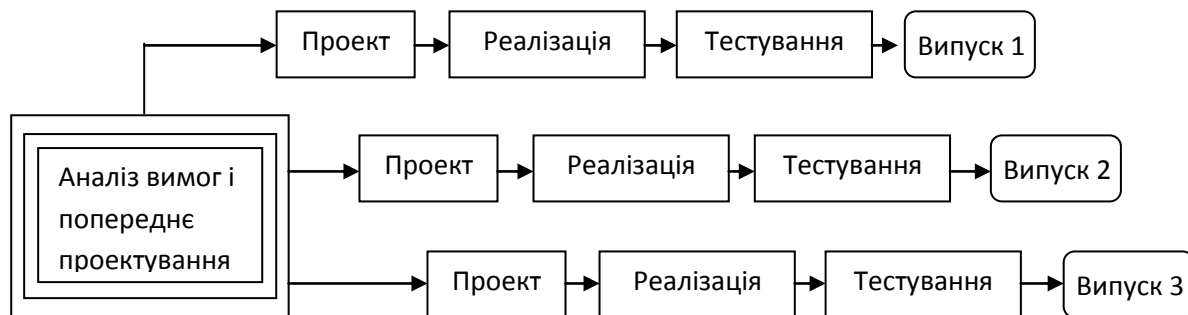 Проект Реалізація Тестування Випуск 1
Аналіз вимог і
попереднє
проектування
Проект Реалізація Тестування Випуск 2
Проект Реалізація Тестування Випуск 3